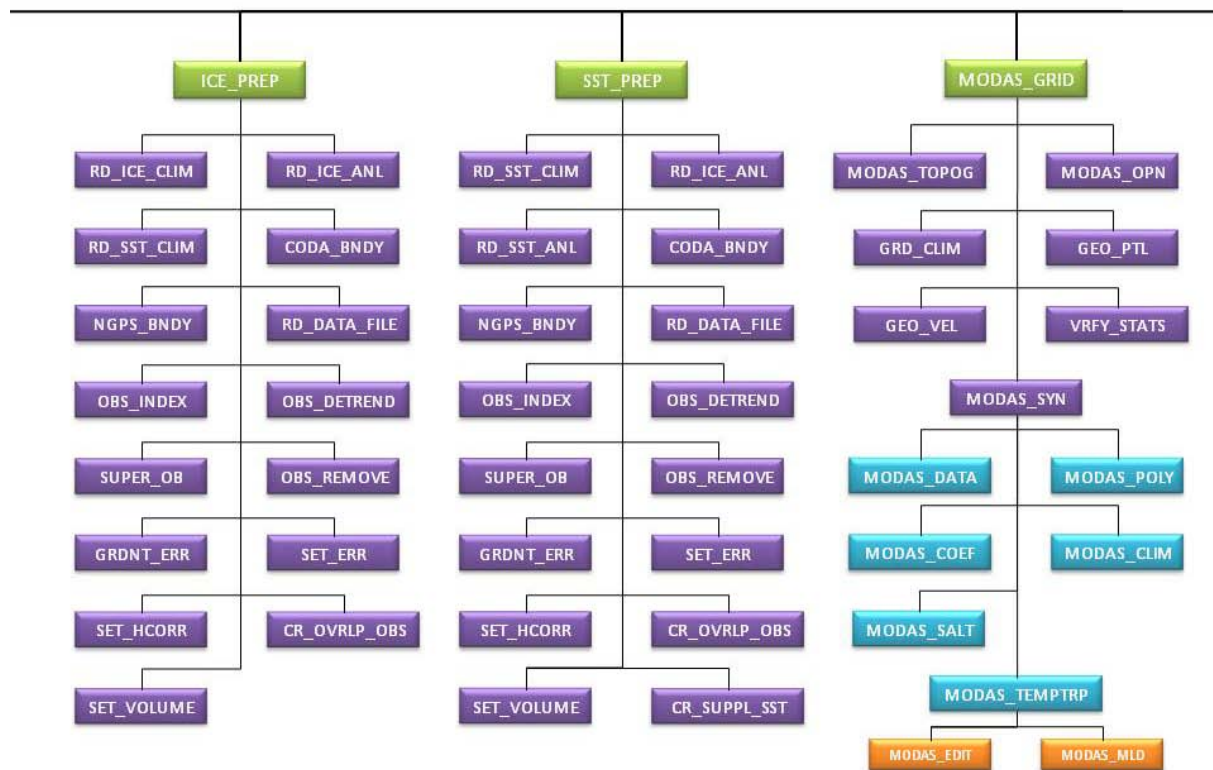 ICE_PREP
RD_ICE_CLIM
RD_ICE_ANL
RD_SST_CLIM
CODA_BNDY
NGPS_BNDY
RD_DATA_FILE
OBS_INDEX
OBS_DETREND
SUPER_OB
OBS_REMOVE
GRDNT_ERR
SET_ERR
SET_HCORR
CR_OVRLP_OBS
SET_VOLUME
SST_PREP
RD_SST_CLIM
RD_ICE_ANL
RD_SST_ANL
CODA_BNDY
NGPS_BNDY
RD_DATA_FILE
OBS_INDEX
OBS_DETREND
SUPER_OB
OBS_REMOVE
GRDNT_ERR
SET_ERR
SET_HCORR
CR_OVRLP_OBS
SET_VOLUME
CR_SUPPL_SST
MODAS_GRID
MODAS_TOPOG
MODAS_OPN
GRD_CLIM
GEO_PTL
GEO_VEL
VRFY_STATS
MODAS_SYN
MODAS_DATA
MODAS_POLY
MODAS_COEF
MODAS_CLIM
MODAS_SALT
MODAS_TEMPTRP
MODAS_EDIT
MODAS_MLD